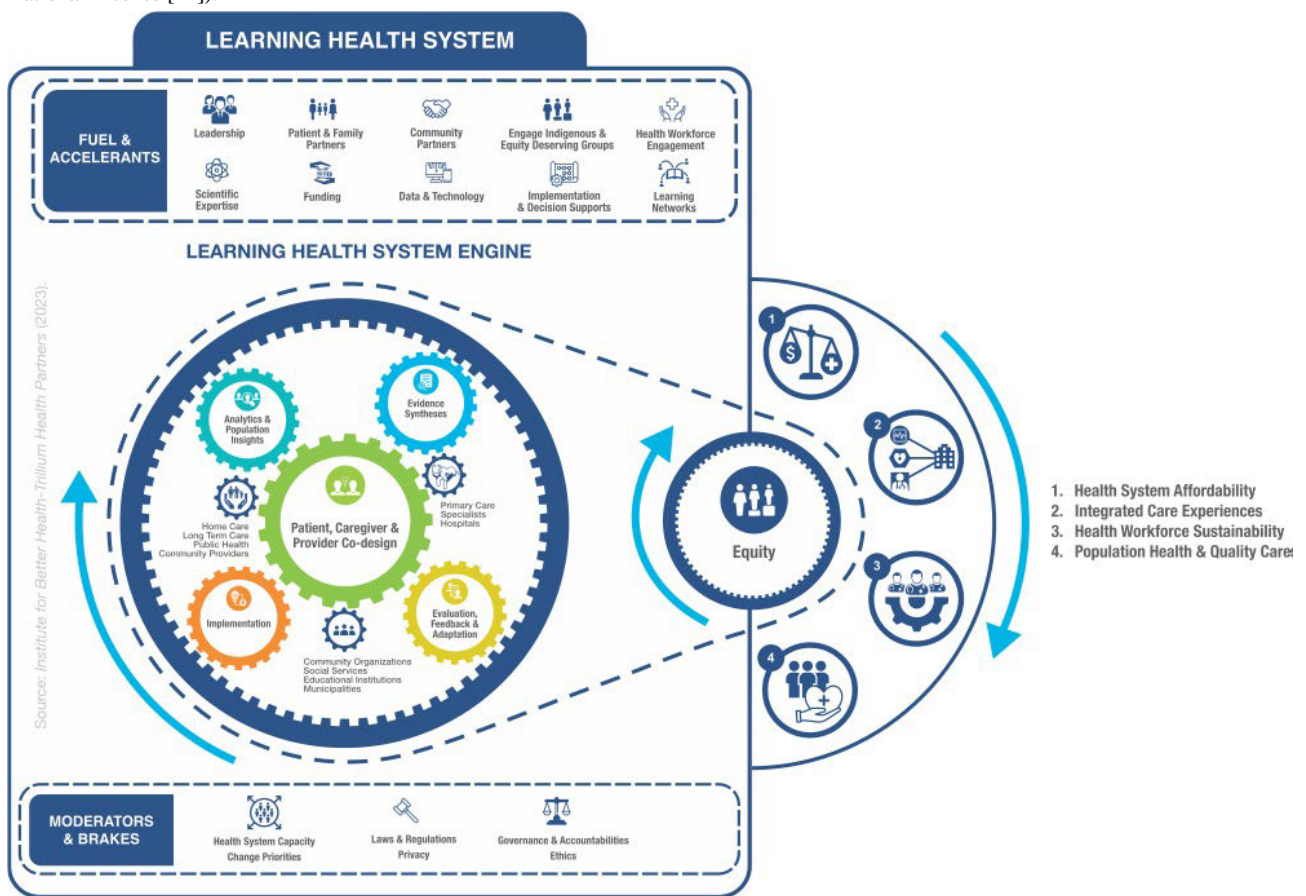 LEARNING HEALTH SYSTEM
FUEL &
ACCELERANTS
Leadership
Patient & Family
Partners
Community
Partners
Engage Indigenous &
Equity Deserving Groups
Health Workforce
Engagement
Scientific
Expertise
Funding
Data & Technology
Implementation
& Decision Supports
Learning
Networks
LEARNING HEALTH SYSTEM ENGINE
Source: Institute for Better Health-Trillium Health Partners (2023).
Analytics &
Population
Insights
Evidence
Syntheses
Patient, Caregiver &
Provider Co-design
Home Care
Long Term Care
Public Health
Community Providers
Primary Care
Specialists
Hospitals
Implementation
Evaluation,
Feedback &
Adaptation
Community Organizations
Social Services
Educational Institutions
Municipalities
Equity
1
$
2
3
4
1. Health System Affordability
2. Integrated Care Experiences
3. Health Workforce Sustainability
4. Population Health & Quality Care
MODERATORS
& BRAKES
Health System Capacity
Change Priorities
Laws & Regulations
Privacy
Governance & Accountabilities
Ethics